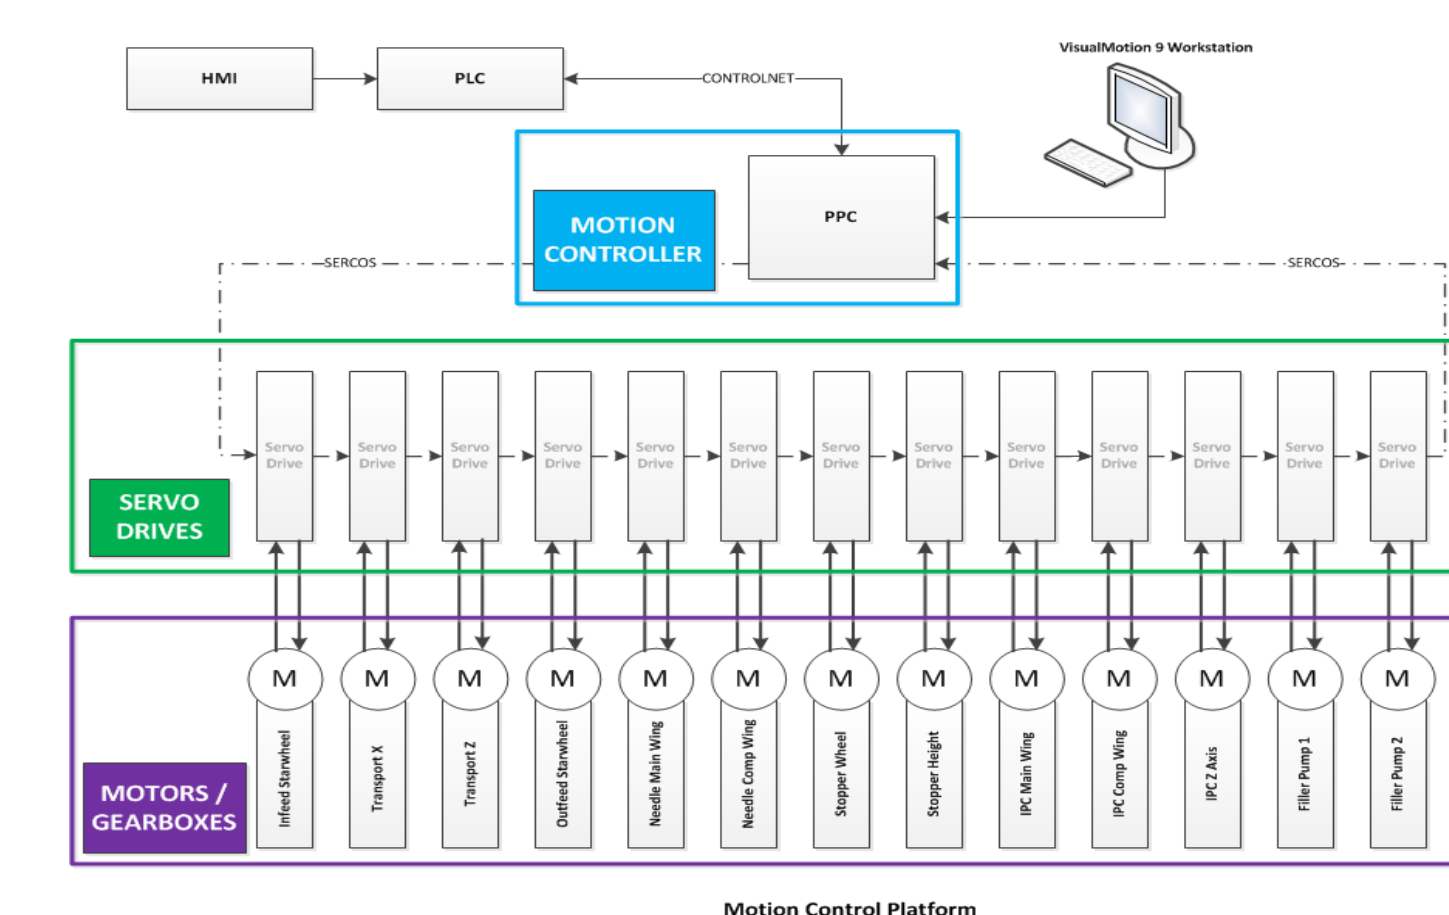 VisualMotion 9 Workstation
HMI
PLC
CONTROLNET
MOTION
CONTROLLER
PPC
SERCOS
SERCOS
Servo
Drive
Servo
Drive
Servo
Drive
Servo
Drive
Servo
Drive
Servo
Drive
Servo
Drive
Servo
Drive
Servo
Drive
Servo
Drive
Servo
Drive
Servo
Drive
Servo
Drive
SERVO
DRIVES
M
M
M
M
M
M
M
M
M
M
M
M
M
MOTORS /
GEARBOXES
Infeed Starwheel
Transport X
Transport Z
Outfeed Starwheel
Needle Main Wing
Needle Comp Wing
Stopper Wheel
Stopper Height
IPC Main Wing
IPC Comp Wing
IPC Z Axis
Filler Pump 1
Filler Pump 2
Motion Control Platform